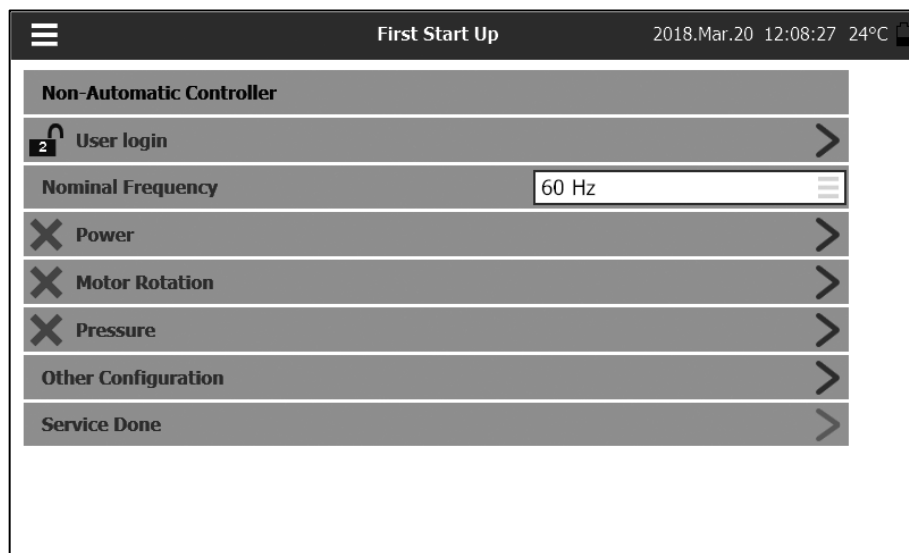 First Start Up 2018.Mar.20 12:08:27 24°C
Non-Automatic Controller
2 User login
Nominal Frequency 60 Hz
Power
Motor Rotation
Pressure
Other Configuration
Service Done